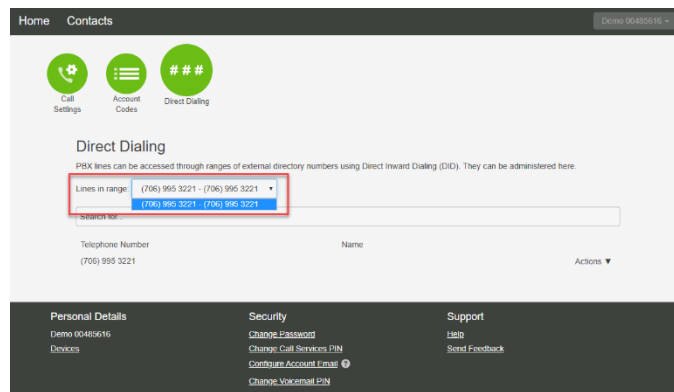 Home Contacts Demo 00485616
###
Call Settings
Account Codes
Direct Dialing
Direct Dialing
PBX lines can be accessed through ranges of external directory numbers using Direct Inward Dialing (DID). They can be administered here.
Lines in range: (706) 995 3221 - (706) 995 3221
(706) 995 3221 - (706) 995 3221
Search for...
Telephone Number Name
(706) 995 3221 Actions ▼
Personal Details Security Support
Demo 00485616 Change Password Help
Devices Change Call Services PIN Send Feedback
Configure Account Email ?
Change Voicemail PIN